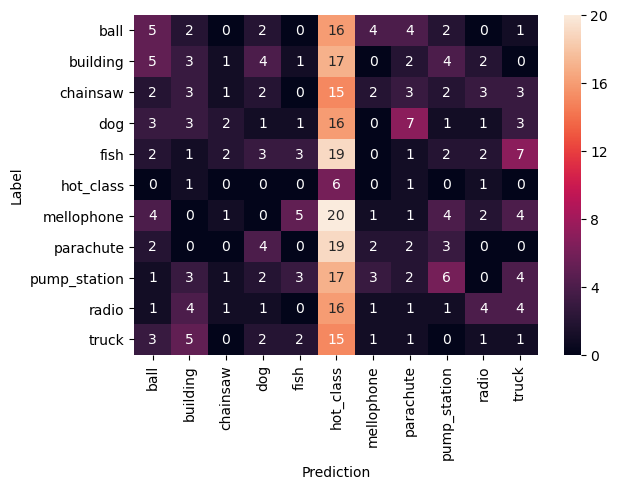 ball 5 2 0 2 0 16 4 4 2 0 1 20
building 5 3 1 4 1 17 0 2 4 2 0
chainsaw 2 3 1 2 0 15 2 3 2 3 3 16
dog 3 3 2 1 1 16 0 7 1 1 3
fish 2 1 2 3 3 19 0 1 2 2 7 12
Label hot_class 0 1 0 0 0 6 0 1 0 1 0
mellophone 4 0 1 0 5 20 1 1 4 2 4 8
parachute 2 0 0 4 0 19 2 2 3 0 0
pump_station 1 3 1 2 3 17 3 2 6 0 4 4
radio 1 4 1 1 0 16 1 1 1 4 4
truck 3 5 0 2 2 15 1 1 0 1 1 0
ball building chainsaw dog fish hot_class mellophone parachute pump_station radio truck
Prediction